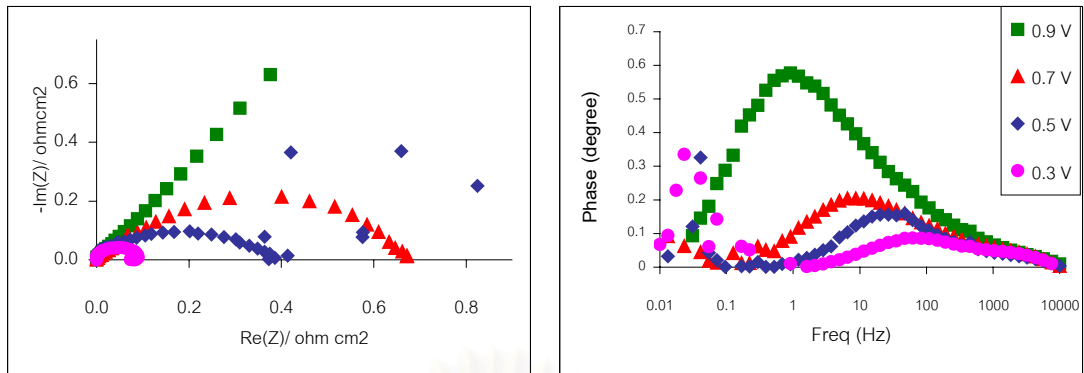 -Im(Z)/ ohmcm2
0.6
0.4
0.2
0.0
0.0 0.2 0.4 0.6 0.8
Re(Z)/ ohm cm2
Phase (degree)
0.7
0.6
0.5
0.4
0.3
0.2
0.1
0
0.01 0.1 1 10 100 1000 10000
Freq (Hz)
0.9 V
0.7 V
0.5 V
0.3 V